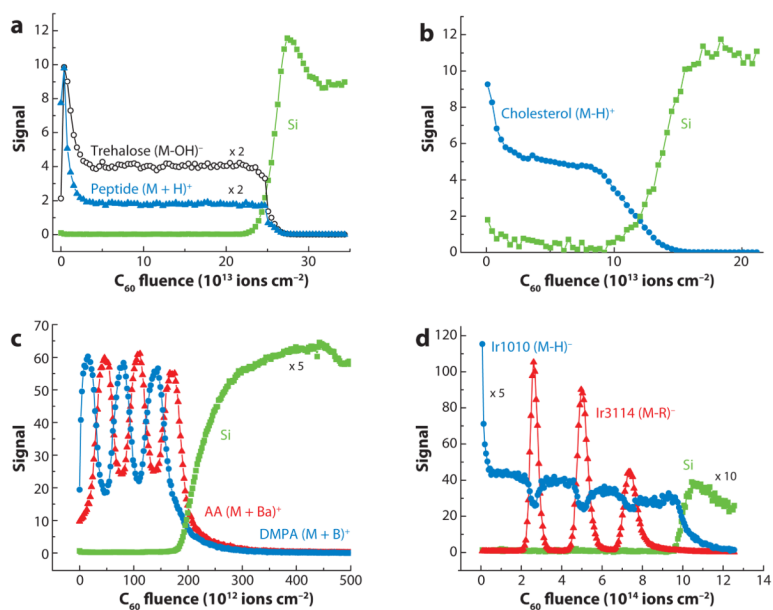 a
Signal
12
10
8
6
4
2
0
Si
Trehalose (M-OH)⁻ x 2
Peptide (M + H)⁺ x 2
0 10 20 30
C₆₀ fluence (10¹³ ions cm⁻²)
b
Signal
12
10
8
6
4
2
0
Cholesterol (M-H)⁺
Si
0 10 20
C₆₀ fluence (10¹³ ions cm⁻²)
c
Signal
70
60
50
40
30
20
10
0
x 5
Si
AA (M + Ba)⁺
DMPA (M + B)⁺
0 100 200 300 400 500
C₆₀ fluence (10¹² ions cm⁻²)
d
Signal
120
100
80
60
40
20
0
Ir1010 (M-H)⁻
x 5
Ir3114 (M-R)⁻
Si
x 10
0 2 4 6 8 10 12 14
C₆₀ fluence (10¹⁴ ions cm⁻²)